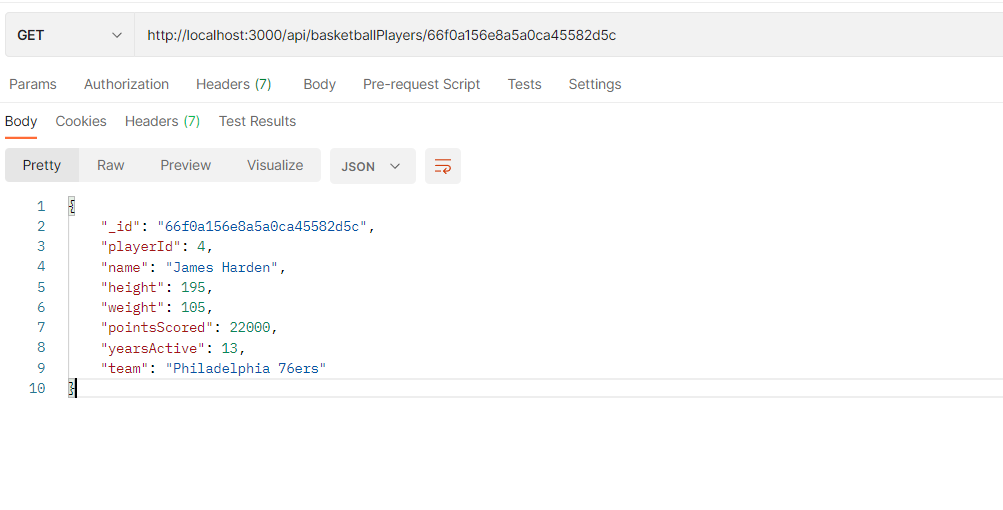 GET http://localhost:3000/api/basketballPlayers/66f0a156e8a5a0ca45582d5c
Params Authorization Headers (7) Body Pre-request Script Tests Settings
Body Cookies Headers (7) Test Results
Pretty Raw Preview Visualize JSON
1 {
2 "_id": "66f0a156e8a5a0ca45582d5c",
3 "playerId": 4,
4 "name": "James Harden",
5 "height": 195,
6 "weight": 105,
7 "pointsScored": 22000,
8 "yearsActive": 13,
9 "team": "Philadelphia 76ers"
10 }